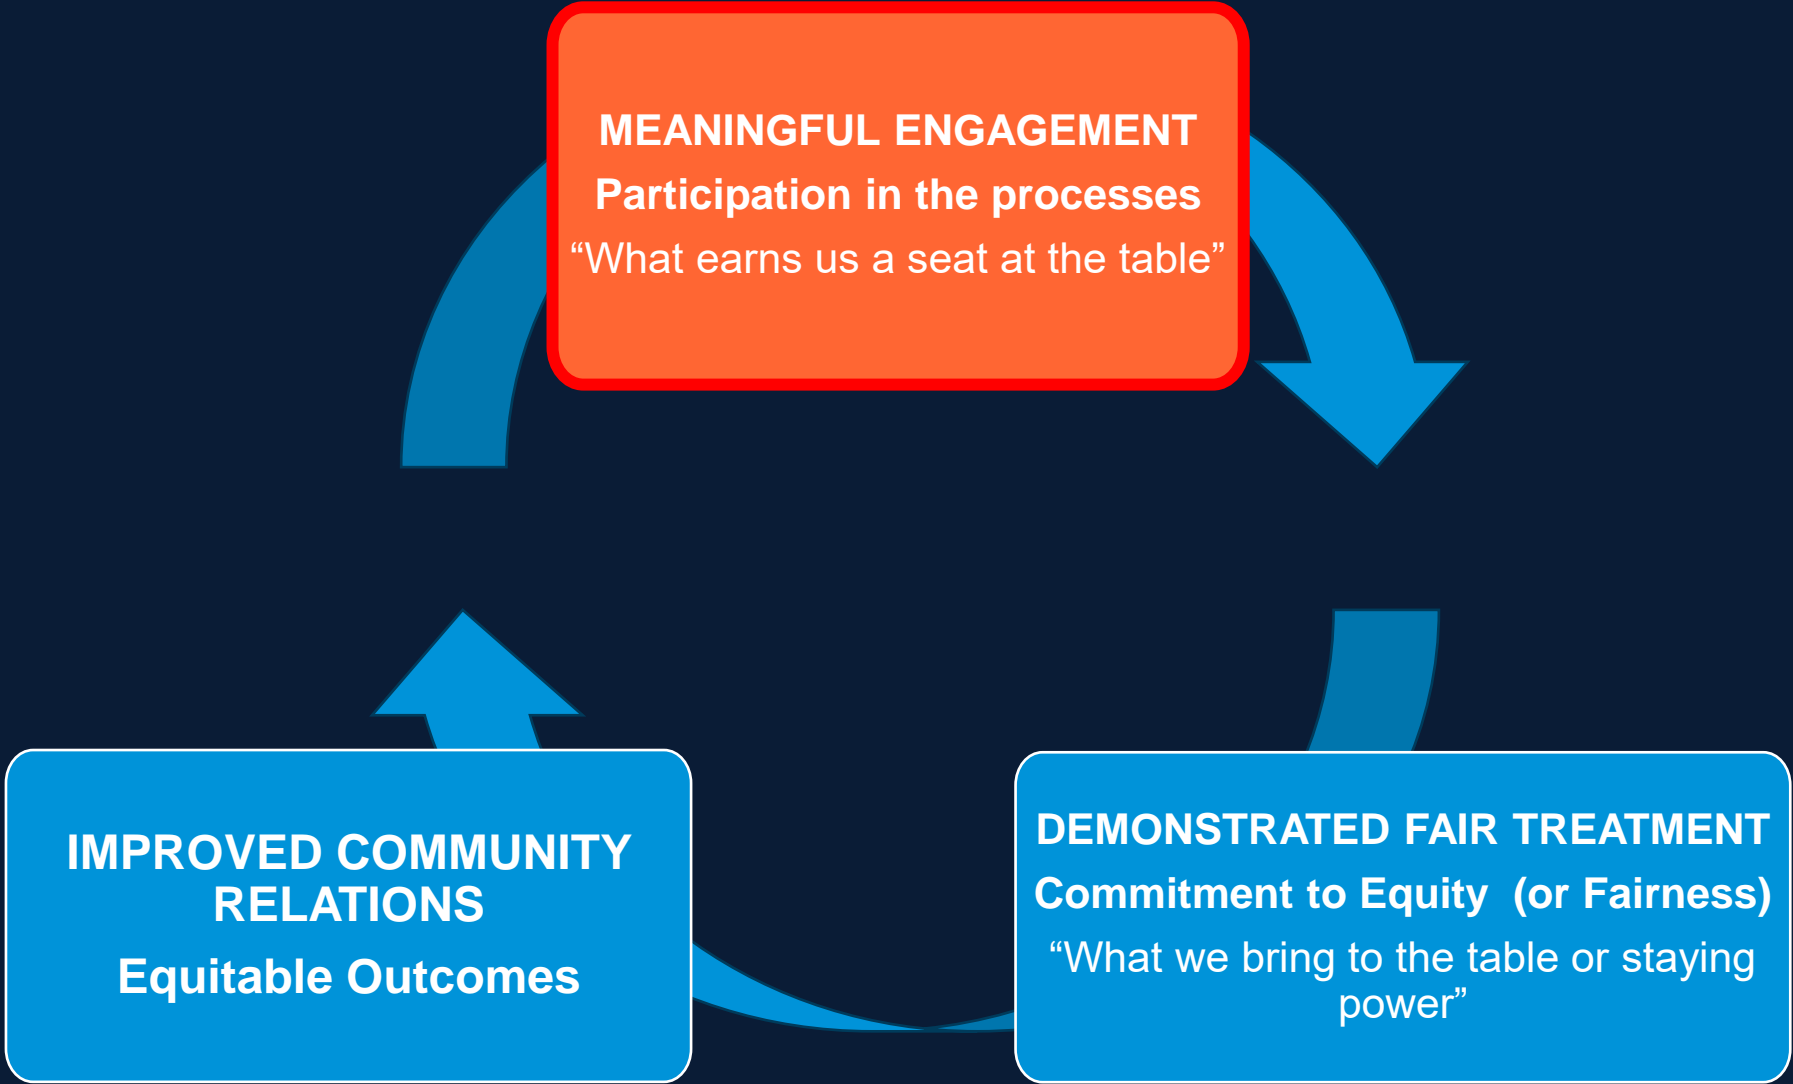 MEANINGFUL ENGAGEMENT
Participation in the processes
“What earns us a seat at the table”
IMPROVED COMMUNITY
RELATIONS
Equitable Outcomes
DEMONSTRATED FAIR TREATMENT
Commitment to Equity  (or Fairness)
“What we bring to the table or staying
power”